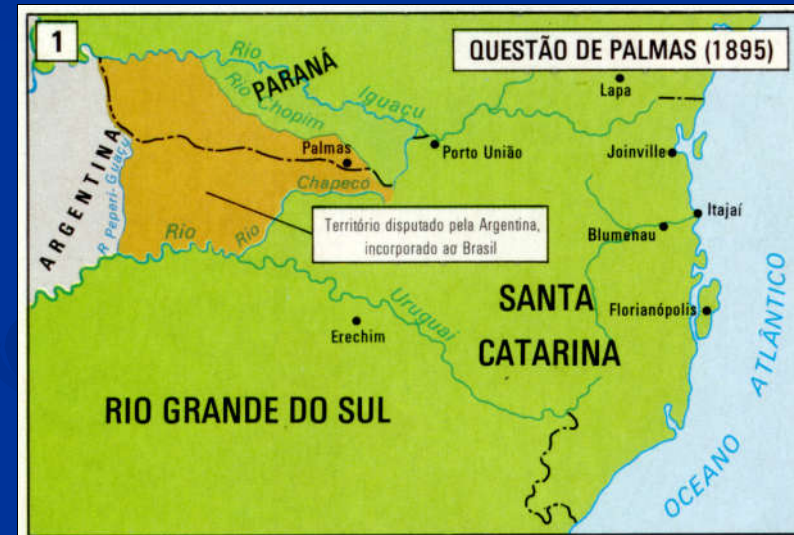 1
QUESTÃO DE PALMAS (1895)
Rio
PARANÁ
Iguaçu
Rio Chopim
Lapa
Palmas
Porto União
Joinville
ARGENTINA
R Peperi-Guaçu
Chapecó
Rio
Rio
Território disputado pela Argentina,
incorporado ao Brasil
Itajaí
Blumenau
Uruguai
SANTA
CATARINA
Florianópolis
Erechim
RIO GRANDE DO SUL
OCEANO
ATLÂNTICO